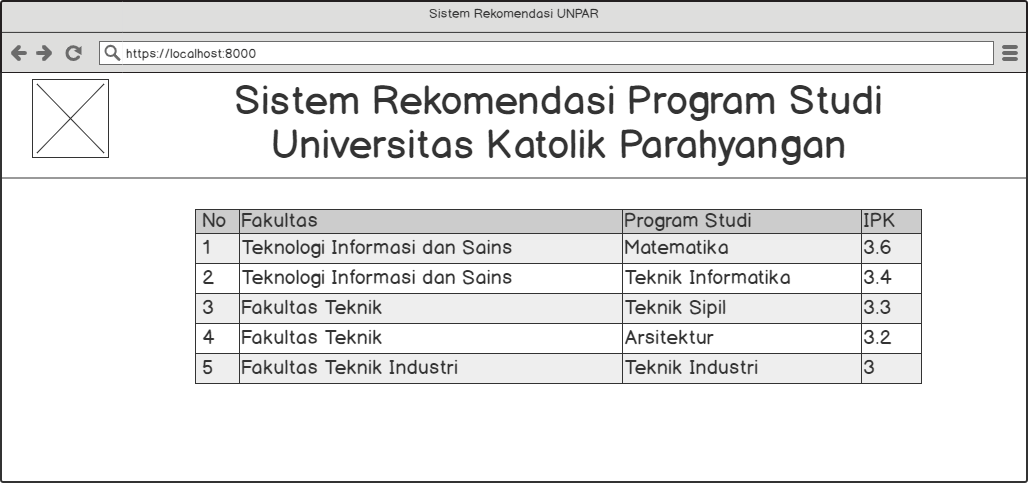 Sistem Rekomendasi UNPAR
https://localhost:8000
Sistem Rekomendasi Program Studi
Universitas Katolik Parahyangan
No Fakultas Program Studi IPK
1 Teknologi Informasi dan Sains Matematika 3.6
2 Teknologi Informasi dan Sains Teknik Informatika 3.4
3 Fakultas Teknik Teknik Sipil 3.3
4 Fakultas Teknik Arsitektur 3.2
5 Fakultas Teknik Industri Teknik Industri 3